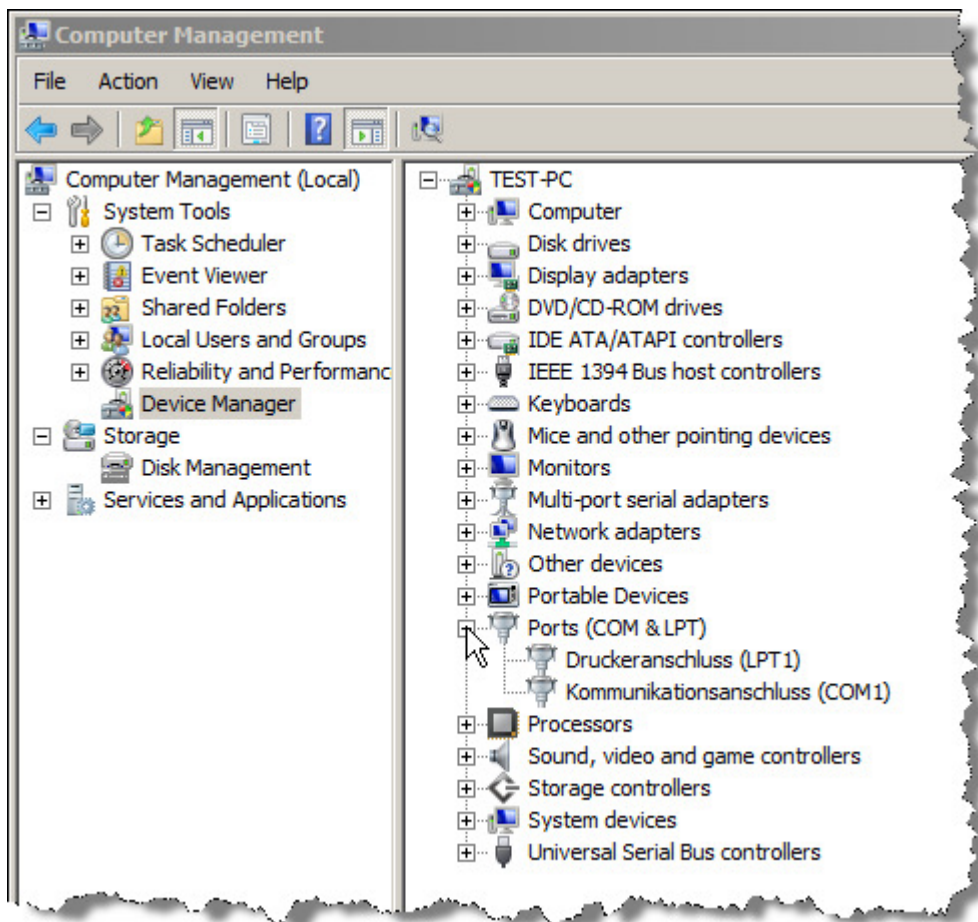 Computer Management
File Action View Help
Computer Management (Local)
System Tools
Task Scheduler
Event Viewer
Shared Folders
Local Users and Groups
Reliability and Performanc
Device Manager
Storage
Disk Management
Services and Applications
TEST-PC
Computer
Disk drives
Display adapters
DVD/CD-ROM drives
IDE ATA/ATAPI controllers
IEEE 1394 Bus host controllers
Keyboards
Mice and other pointing devices
Monitors
Multi-port serial adapters
Network adapters
Other devices
Portable Devices
Ports (COM & LPT)
Druckeranschluss (LPT1)
Kommunikationsanschluss (COM1)
Processors
Sound, video and game controllers
Storage controllers
System devices
Universal Serial Bus controllers